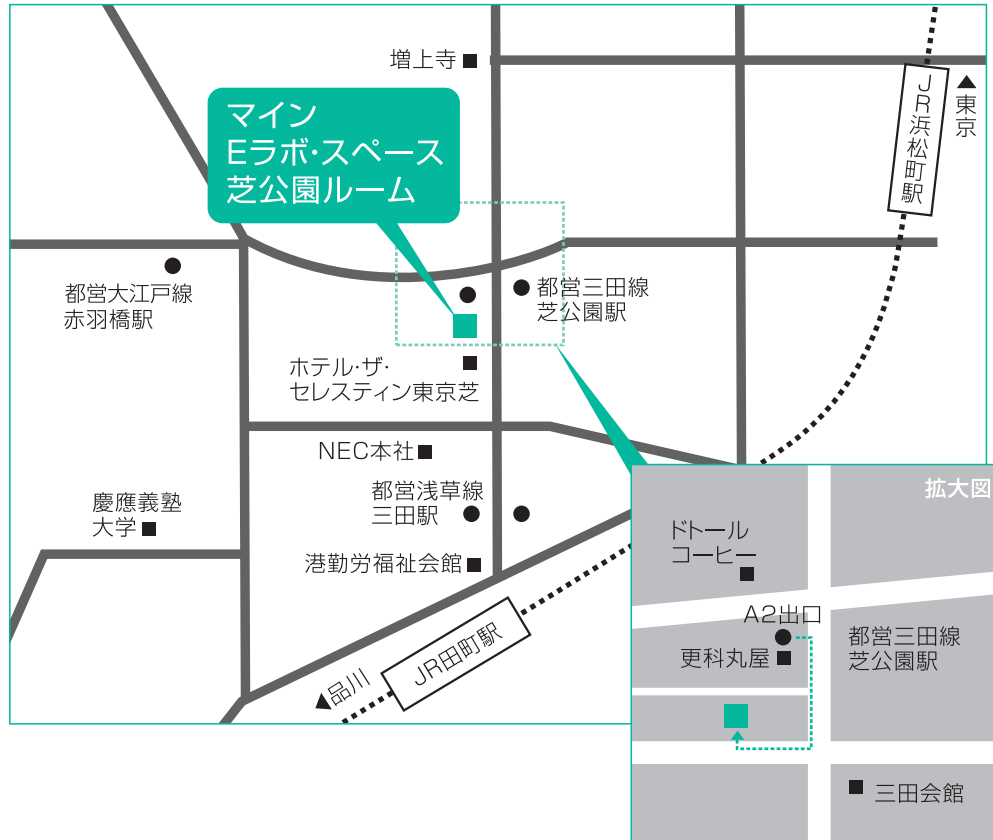 増上寺
東京
JR浜松町駅
マイン
Eラボ･スペース
芝公園ルーム
都営大江戸線
赤羽橋駅
都営三田線
芝公園駅
ホテル･ザ･
セレスティン東京芝
NEC本社
都営浅草線
三田駅
慶應義塾
大学
港勤労福祉会館
JR田町駅
品川
拡大図
ドトール
コーヒー
A2出口
更科丸屋
都営三田線
芝公園駅
三田会館